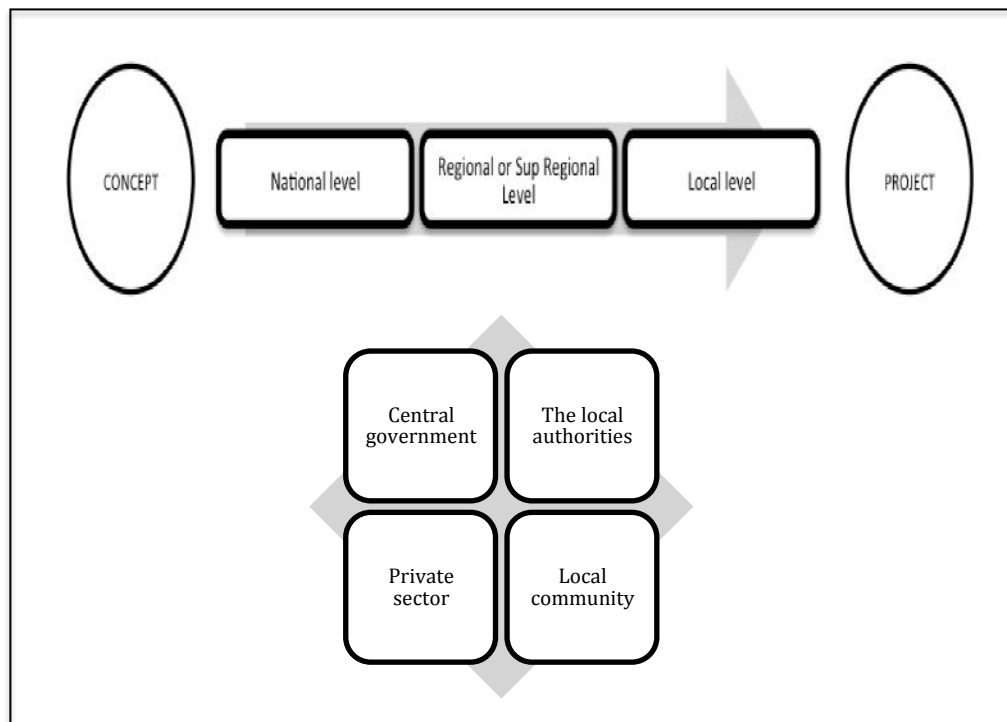 CONCEPT
National level
Regional or Sup Regional
Level
Local level
PROJECT
Central
government
The local
authorities
Private
sector
Local
community